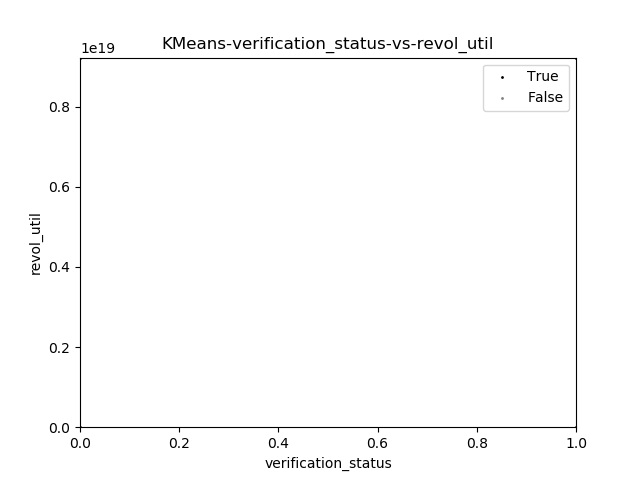 KMeans-verification_status-vs-revol_util
1e19
True
False
0.8
0.6
0.4
0.2
0.0
revol_util
0.0 0.2 0.4 0.6 0.8 1.0
verification_status